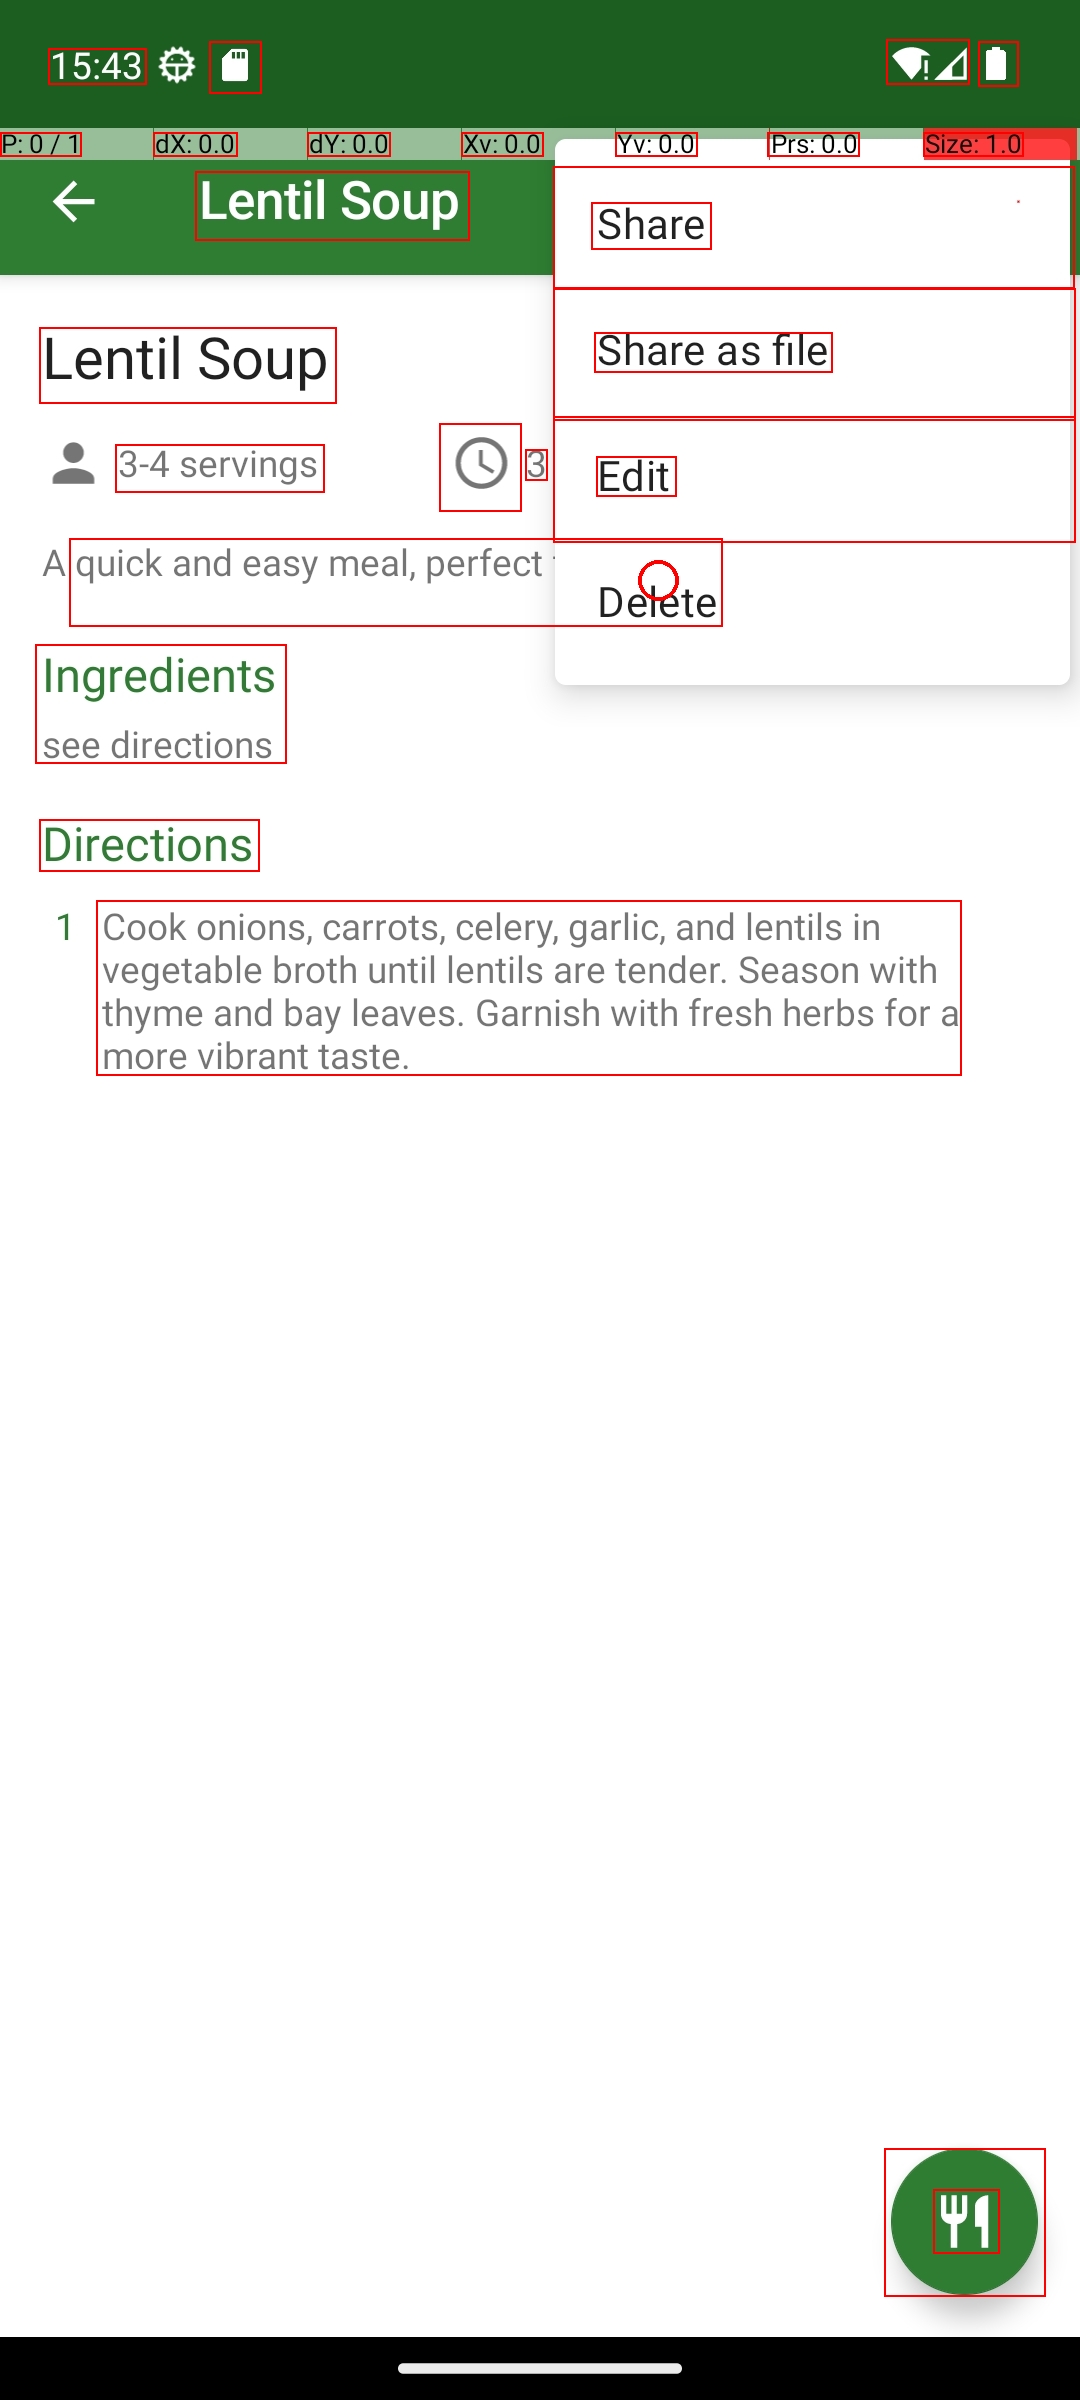 15:43
P: 0 / 1 dX: 0.0 dY: 0.0 Xv: 0.0 Yv: 0.0 Prs: 0.0 Size: 1.0
Lentil Soup
Share
Share as file
Edit
Delete
Lentil Soup
3-4 servings
3
A quick and easy meal, perfect
Ingredients
see directions
Directions
1 Cook onions, carrots, celery, garlic, and lentils in
vegetable broth until lentils are tender. Season with
thyme and bay leaves. Garnish with fresh herbs for a
more vibrant taste.